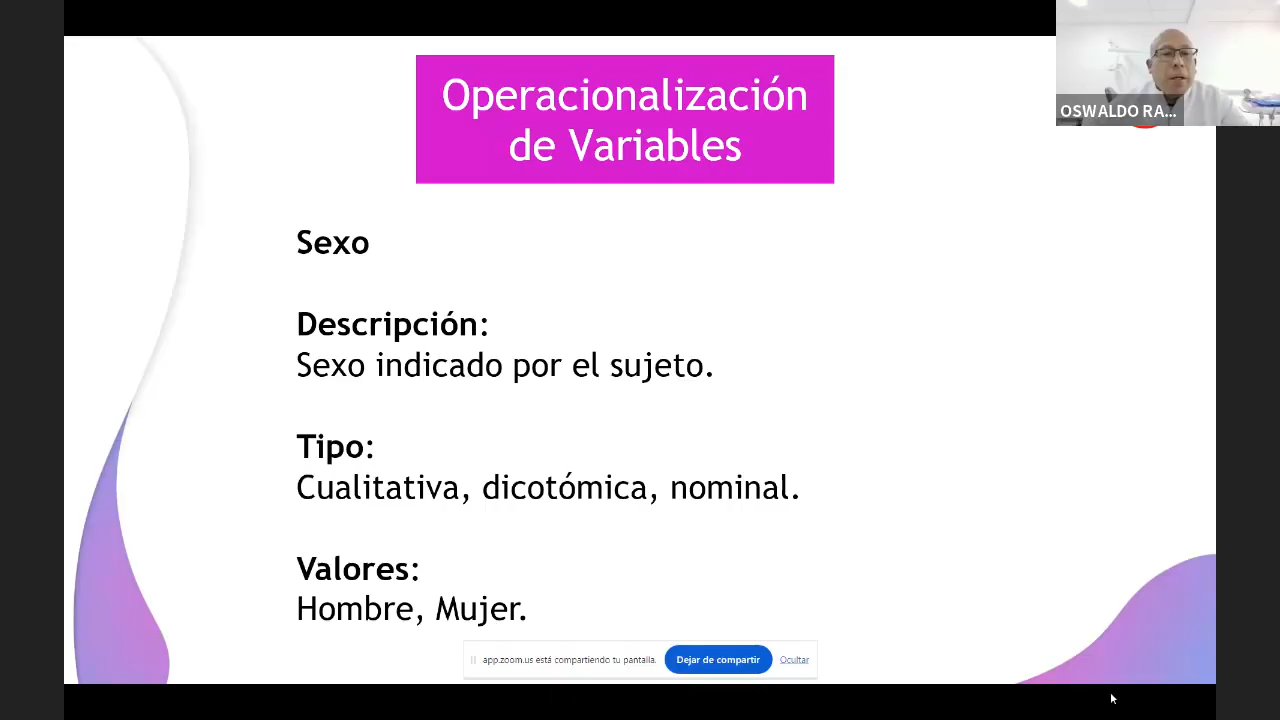 Operacionalización
de Variables
OSWALDO RA...
Sexo
Descripción:
Sexo indicado por el sujeto.
Tipo:
Cualitativa, dicotómica, nominal.
Valores:
Hombre, Mujer.
app.zoom.us está compartiendo tu pantalla. Dejar de compartir Ocultar